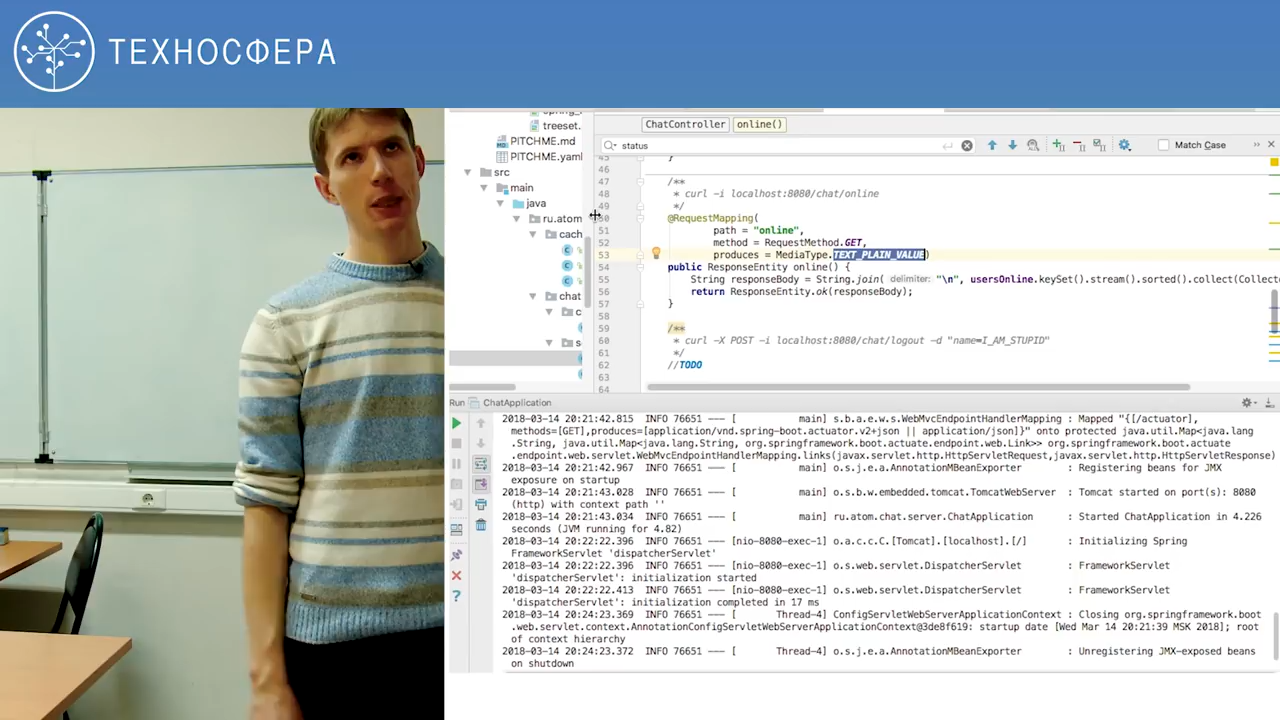 ТЕХНОСФЕРА
treeset.
PITCHME.md
PITCHME.yaml
src
main
java
ru.atom
cach
chat
ChatController
online()
status
Match Case
45
}
46
47
/**
48
* curl -i localhost:8080/chat/online
49
*/
50
@RequestMapping(
51
path = "online",
52
method = RequestMethod.GET,
53
produces = MediaType.TEXT_PLAIN_VALUE)
54
public ResponseEntity online() {
55
String responseBody = String.join( delimiter: "\n", usersOnline.keySet().stream().sorted().collect(Collecto
56
return ResponseEntity.ok(responseBody);
57
}
58
59
/**
60
* curl -X POST -i localhost:8080/chat/logout -d "name=I_AM_STUPID"
61
*/
62
//TODO
63
64
Run
ChatApplication
2018-03-14 20:21:42.815 INFO 76651 --- [ main] s.b.a.e.w.s.WebMvcEndpointHandlerMapping : Mapped "{[/actuator],
methods=[GET],produces=[application/vnd.spring-boot.actuator.v2+json || application/json]}" onto protected java.util.Map<java.lang
.String, java.util.Map<java.lang.String, org.springframework.boot.actuate.endpoint.web.Link>> org.springframework.boot.actuate
.endpoint.web.servlet.WebMvcEndpointHandlerMapping.links(javax.servlet.http.HttpServletRequest,javax.servlet.http.HttpServletResponse)
2018-03-14 20:21:42.967 INFO 76651 --- [ main] o.s.j.e.a.AnnotationMBeanExporter : Registering beans for JMX
exposure on startup
2018-03-14 20:21:43.028 INFO 76651 --- [ main] o.s.b.w.embedded.tomcat.TomcatWebServer : Tomcat started on port(s): 8080
(http) with context path ''
2018-03-14 20:21:43.034 INFO 76651 --- [ main] ru.atom.chat.server.ChatApplication : Started ChatApplication in 4.226
seconds (JVM running for 4.82)
2018-03-14 20:22:22.396 INFO 76651 --- [nio-8080-exec-1] o.a.c.c.C.[Tomcat].[localhost].[/] : Initializing Spring
FrameworkServlet 'dispatcherServlet'
2018-03-14 20:22:22.396 INFO 76651 --- [nio-8080-exec-1] o.s.web.servlet.DispatcherServlet : FrameworkServlet
'dispatcherServlet': initialization started
2018-03-14 20:22:22.413 INFO 76651 --- [nio-8080-exec-1] o.s.web.servlet.DispatcherServlet : FrameworkServlet
'dispatcherServlet': initialization completed in 17 ms
2018-03-14 20:24:23.369 INFO 76651 --- [ Thread-4] ConfigServletWebServerApplicationContext : Closing org.springframework.boot
.web.servlet.context.AnnotationConfigServletWebServerApplicationContext@3de8f619: startup date [Wed Mar 14 20:21:39 MSK 2018]; root
of context hierarchy
2018-03-14 20:24:23.372 INFO 76651 --- [ Thread-4] o.s.j.e.a.AnnotationMBeanExporter : Unregistering JMX-exposed beans
on shutdown